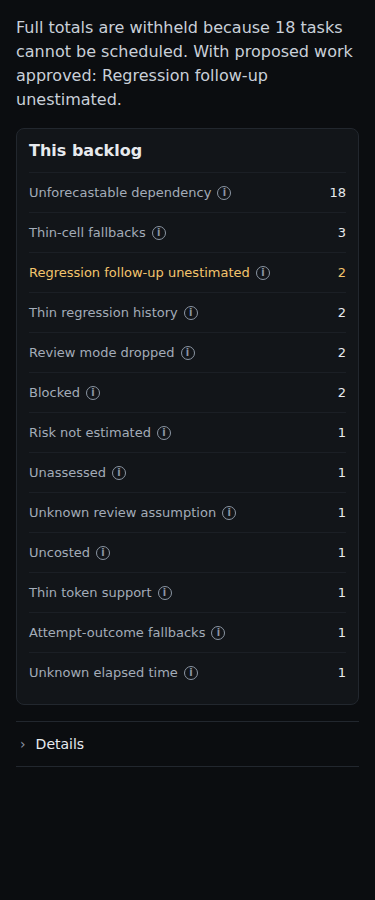 Full totals are withheld because 18 tasks
cannot be scheduled. With proposed work
approved: Regression follow-up
unestimated.
This backlog
Unforecastable dependency 18
Thin-cell fallbacks 3
Regression follow-up unestimated 2
Thin regression history 2
Review mode dropped 2
Blocked 2
Risk not estimated 1
Unassessed 1
Unknown review assumption 1
Uncosted 1
Thin token support 1
Attempt-outcome fallbacks 1
Unknown elapsed time 1
› Details